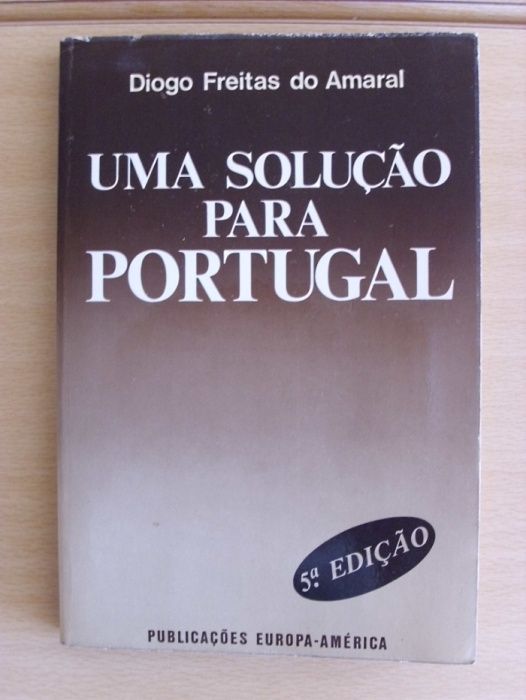 Diogo Freitas do Amaral
UMA SOLUÇÃO
PARA
PORTUGAL
5.ª EDIÇÃO
PUBLICAÇÕES EUROPA-AMÉRICA